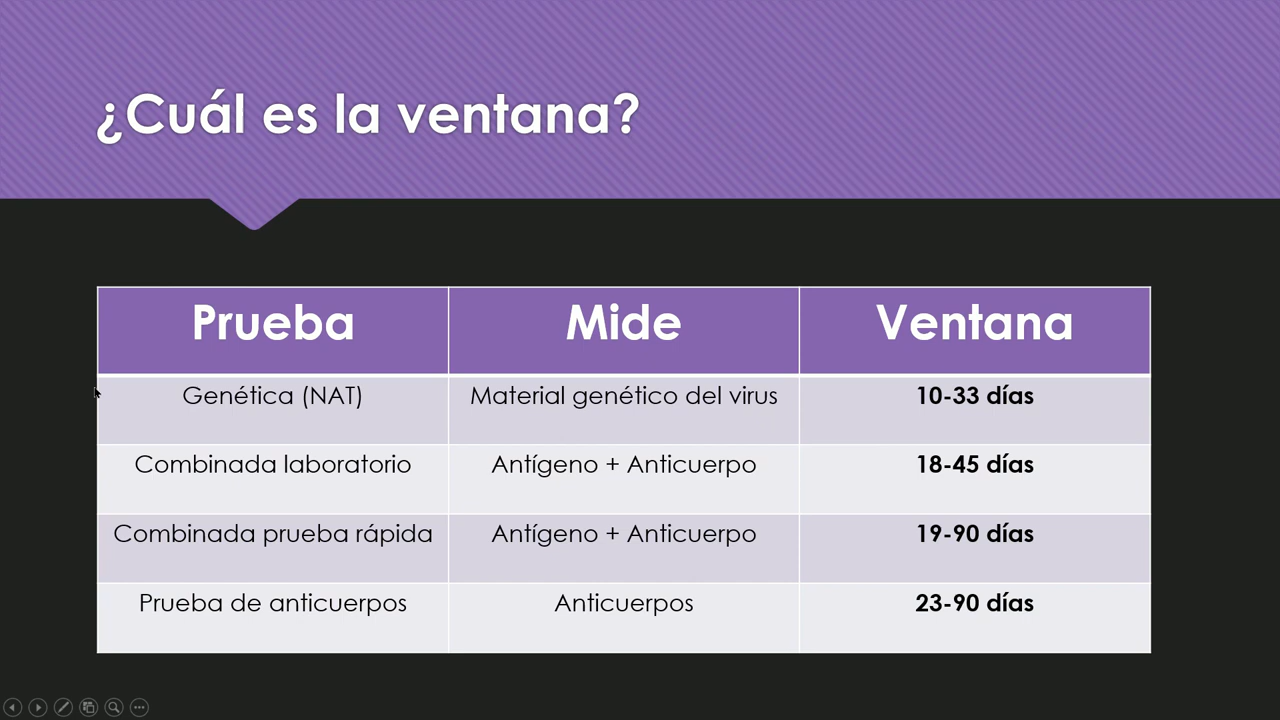 ¿Cuál es la ventana?
Prueba Mide Ventana
Genética (NAT) Material genético del virus 10-33 días
Combinada laboratorio Antígeno + Anticuerpo 18-45 días
Combinada prueba rápida Antígeno + Anticuerpo 19-90 días
Prueba de anticuerpos Anticuerpos 23-90 días